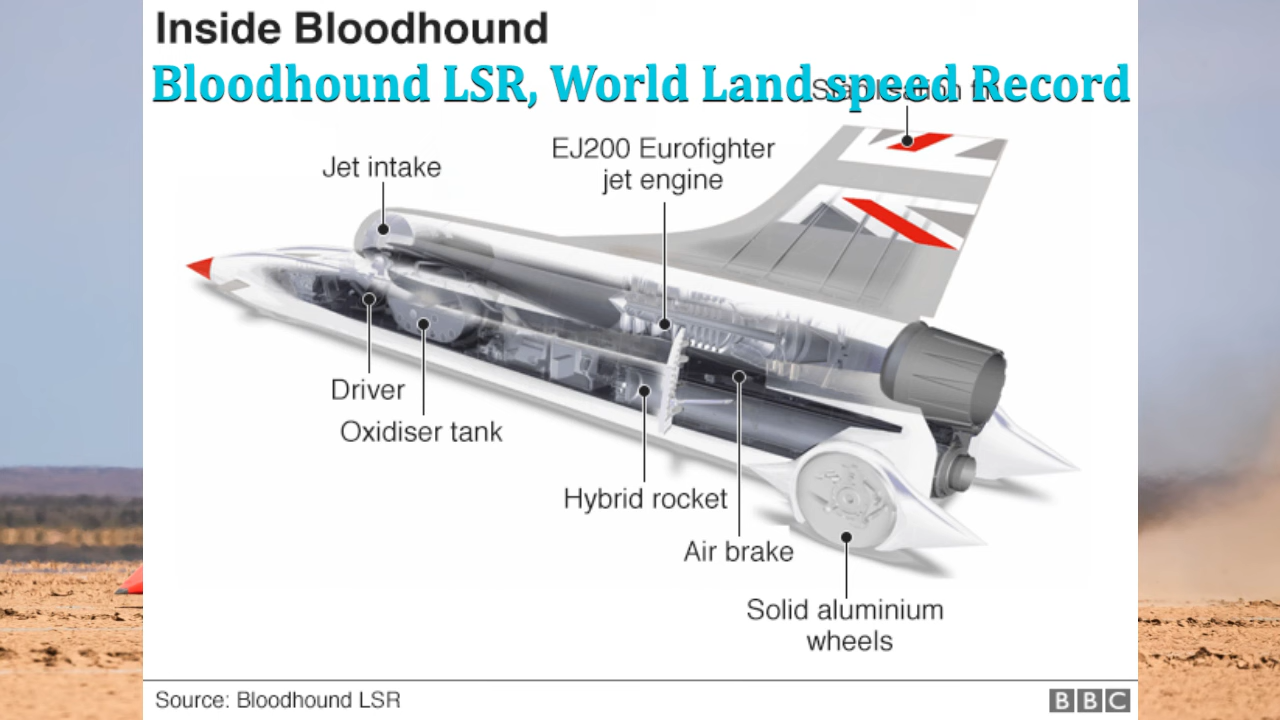 Inside Bloodhound
Bloodhound LSR, World Land speed Record
EJ200 Eurofighter
jet engine
Jet intake
Driver
Oxidiser tank
Hybrid rocket
Air brake
Solid aluminium
wheels
Source: Bloodhound LSR
BBC